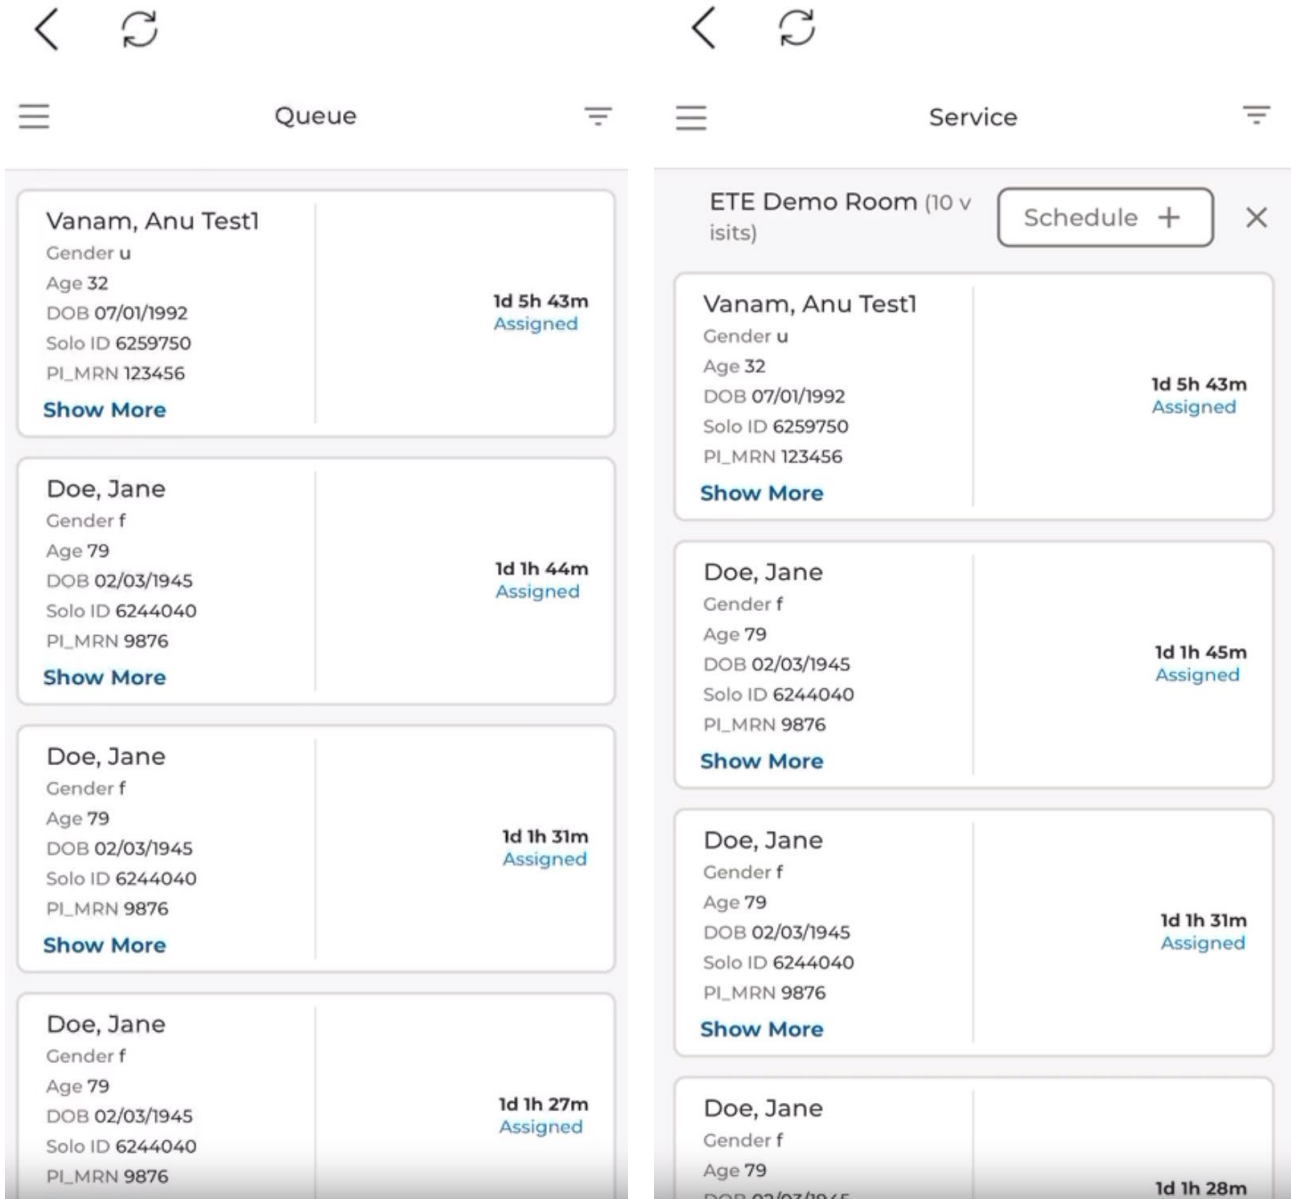 Queue
Vanam, Anu Test1
Gender u
Age 32
DOB 07/01/1992
Solo ID 6259750
PI_MRN 123456
Show More
1d 5h 43m
Assigned
Doe, Jane
Gender f
Age 79
DOB 02/03/1945
Solo ID 6244040
PI_MRN 9876
Show More
1d 1h 44m
Assigned
Doe, Jane
Gender f
Age 79
DOB 02/03/1945
Solo ID 6244040
PI_MRN 9876
Show More
1d 1h 31m
Assigned
Doe, Jane
Gender f
Age 79
DOB 02/03/1945
Solo ID 6244040
PI_MRN 9876
1d 1h 27m
Assigned
Service
ETE Demo Room (10 v
isits)
Schedule +
Vanam, Anu Test1
Gender u
Age 32
DOB 07/01/1992
Solo ID 6259750
PI_MRN 123456
Show More
1d 5h 43m
Assigned
Doe, Jane
Gender f
Age 79
DOB 02/03/1945
Solo ID 6244040
PI_MRN 9876
Show More
1d 1h 45m
Assigned
Doe, Jane
Gender f
Age 79
DOB 02/03/1945
Solo ID 6244040
PI_MRN 9876
Show More
1d 1h 31m
Assigned
Doe, Jane
Gender f
Age 79
DOB 02/03/1945
1d 1h 28m